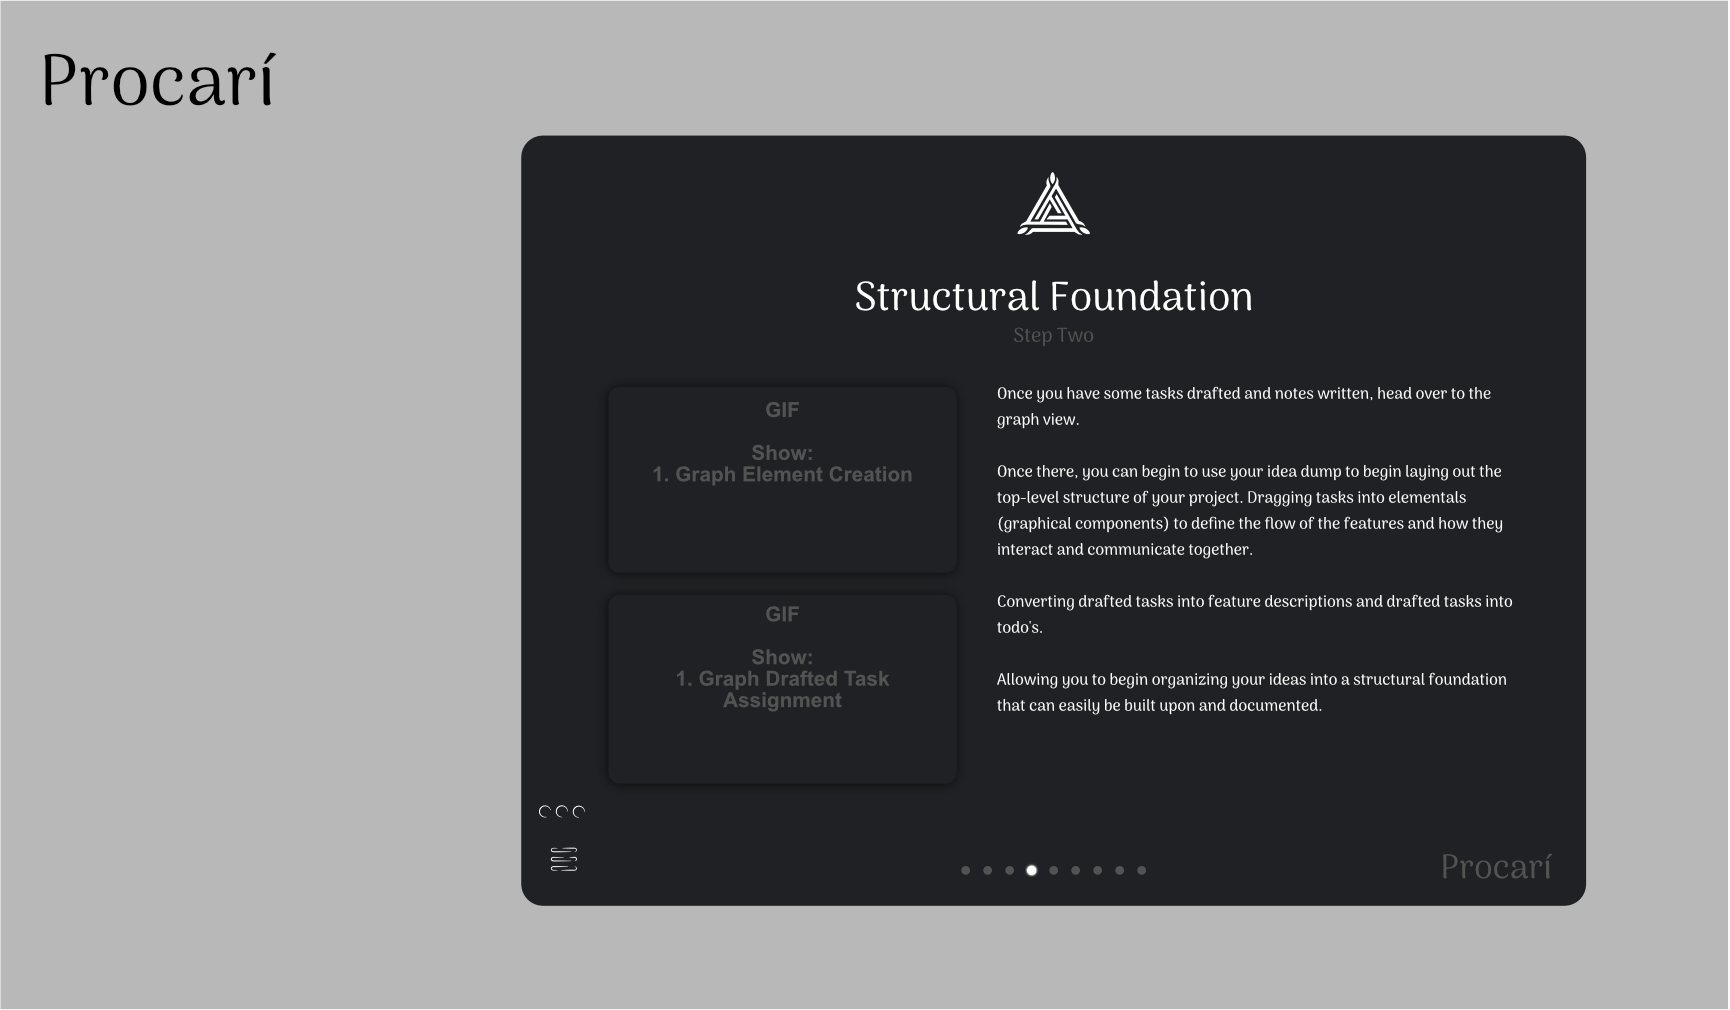 Procarí
Structural Foundation
Step Two
GIF
Show:
1. Graph Element Creation
GIF
Show:
1. Graph Drafted Task
Assignment
Once you have some tasks drafted and notes written, head over to the
graph view.
Once there, you can begin to use your idea dump to begin laying out the
top-level structure of your project. Dragging tasks into elementals
(graphical components) to define the flow of the features and how they
interact and communicate together.
Converting drafted tasks into feature descriptions and drafted tasks into
todo's.
Allowing you to begin organizing your ideas into a structural foundation
that can easily be built upon and documented.
Procarí